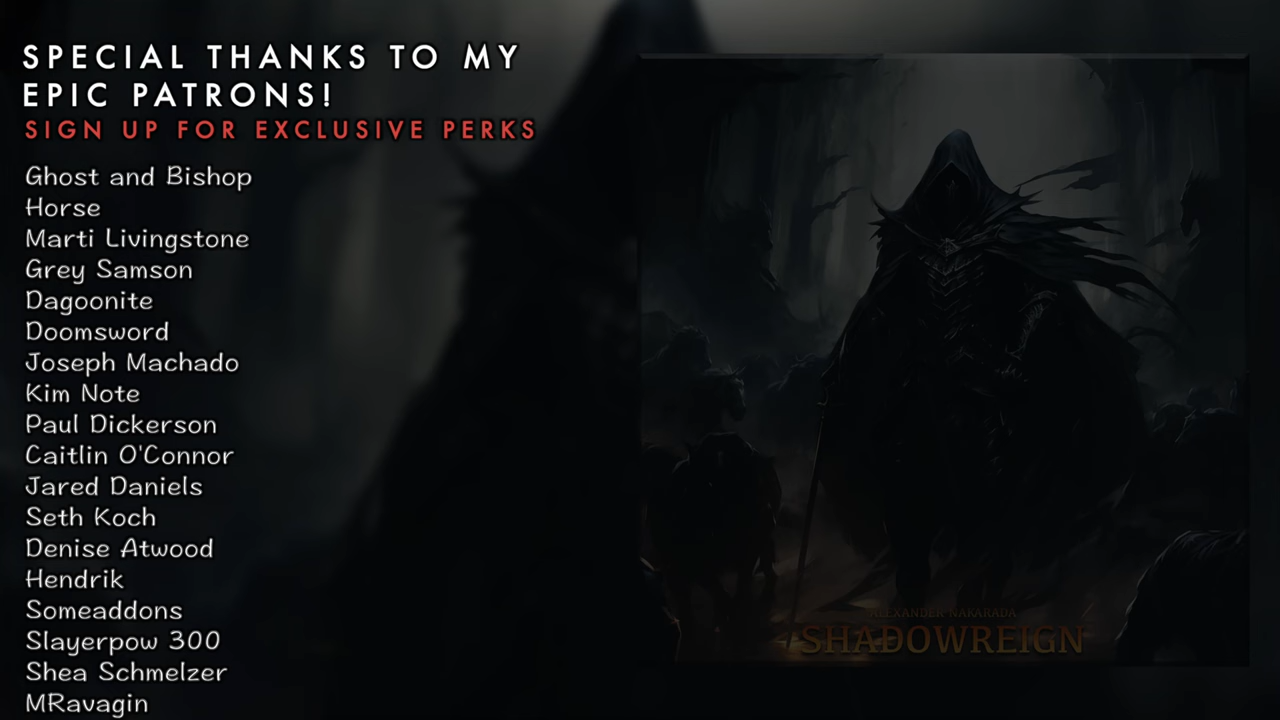 SPECIAL THANKS TO MY
EPIC PATRONS!
SIGN UP FOR EXCLUSIVE PERKS
Ghost and Bishop
Horse
Marti Livingstone
Grey Samson
Dagoonite
Doomsword
Joseph Machado
Kim Note
Paul Dickerson
Caitlin O'Connor
Jared Daniels
Seth Koch
Denise Atwood
Hendrik
Someaddons
Slayerpow 300
Shea Schmelzer
MRavagin
ALEXANDER NAKARADA
SHADOWREIGN